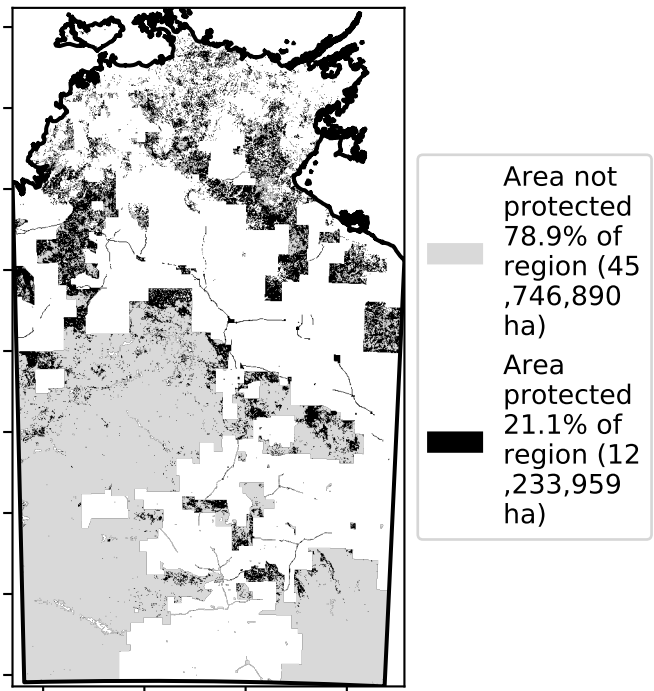 Area not
protected
78.9% of
region (45
,746,890
ha)
Area
protected
21.1% of
region (12
,233,959
ha)